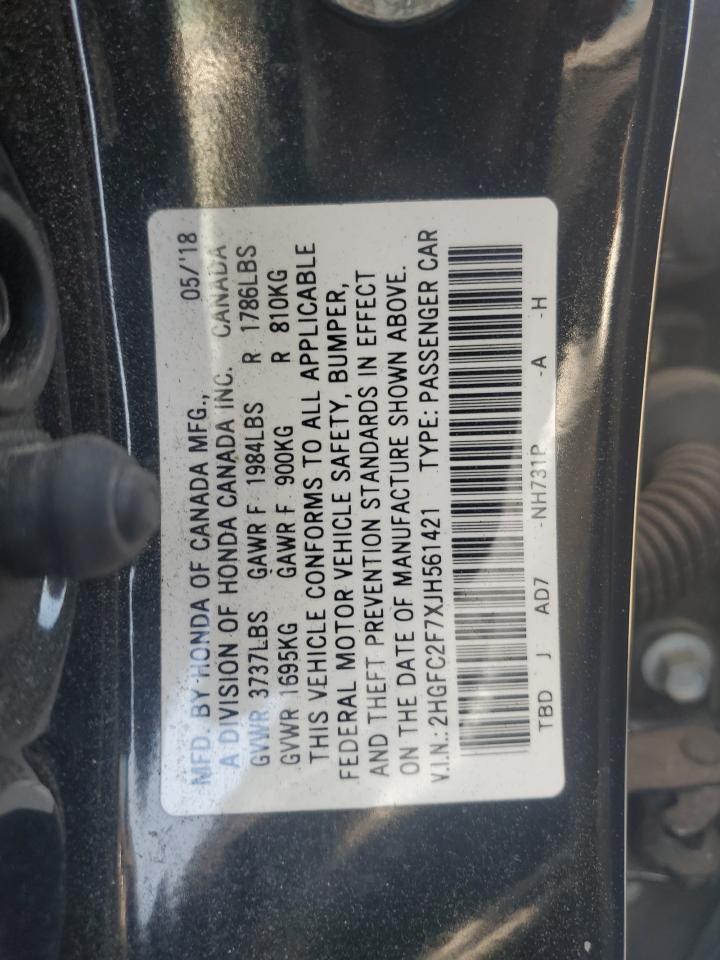 MFD. BY HONDA OF CANADA MFG., 05/'18
A DIVISION OF HONDA CANADA INC. CANADA
GVWR 3737LBS GAWR F 1984LBS R 1786LBS
GVWR 1695KG GAWR F 900KG R 810KG
THIS VEHICLE CONFORMS TO ALL APPLICABLE
FEDERAL MOTOR VEHICLE SAFETY, BUMPER,
AND THEFT PREVENTION STANDARDS IN EFFECT
ON THE DATE OF MANUFACTURE SHOWN ABOVE.
V.I.N.: 2HGFC2F7XJH561421 TYPE: PASSENGER CAR
TBD J AD7 -NH731P -A -H